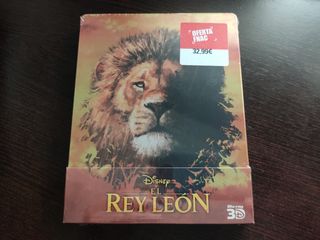 OFERTA
FNAC
32.99€
Disney
EL
REY LEÓN
Blu-ray
3D